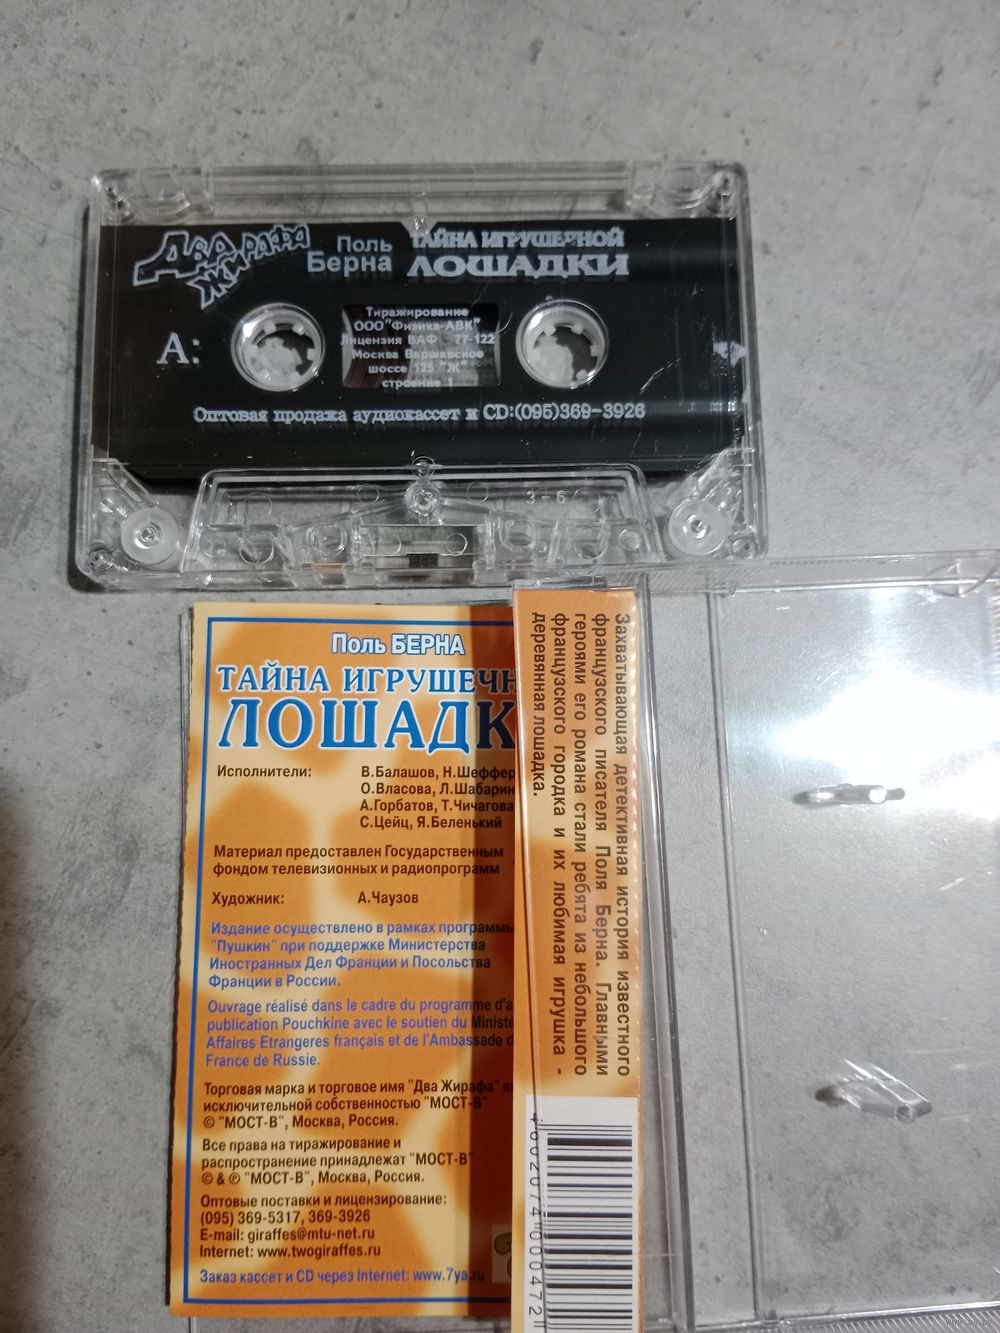 ДВА ЖИРАФА
Поль
Берна
ТАЙНА ИГРУШЕЧНОЙ
ЛОШАДКИ
А:
Тиражирование
ООО "Физика-АВК"
Лицензия ВАФ 77-122
Москва Варшавское
шоссе 125 "Ж"
строение 1
Оптовая продажа аудиокассет и CD:(095)369-3926
3-6
Поль БЕРНА
ТАЙНА ИГРУШЕЧН
ЛОШАДК
Исполнители: В.Балашов, Н.Шеффер
О.Власова, Л.Шабарин
А.Горбатов, Т.Чичагова
С.Цейц, Я.Беленький
Материал предоставлен Государственным
фондом телевизионных и радиопрограмм
Художник: А.Чаузов
Издание осуществлено в рамках программы
"Пушкин" при поддержке Министерства
Иностранных Дел Франции и Посольства
Франции в России.
Ouvrage réalisé dans le cadre du programme d'a
publication Pouchkine avec le soutien du Ministè
Affaires Etrangeres français et de l'Ambassade d
France de Russie.
Торговая марка и торговое имя "Два Жирафа" яв
исключительной собственностью "МОСТ-В"
© "МОСТ-В", Москва, Россия.
Все права на тиражирование и
распространение принадлежат "МОСТ-В"
© & ℗ "МОСТ-В", Москва, Россия.
Оптовые поставки и лицензирование:
(095) 369-5317, 369-3926
E-mail: giraffes@mtu-net.ru
Internet: www.twogiraffes.ru
Заказ кассет и CD через Internet: www.7ya.ru
Захватывающая детективная история известного
французского писателя Поля Берна. Главными
героями его романа стали ребята из небольшого
французского городка и их любимая игрушка -
деревянная лошадка.
4 602074 000472